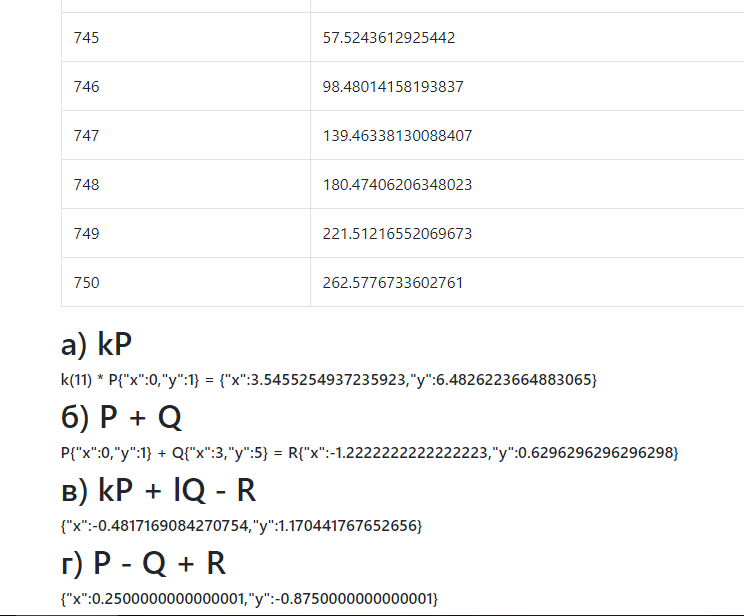 745 57.5243612925442
746 98.48014158193837
747 139.46338130088407
748 180.47406206348023
749 221.51216552069673
750 262.5776733602761
а) kP
k(11) * P{"x":0,"y":1} = {"x":3.5455254937235923,"y":6.4826223664883065}
б) P + Q
P{"x":0,"y":1} + Q{"x":3,"y":5} = R{"x":-1.2222222222222223,"y":0.6296296296296298}
в) kP + lQ - R
{"x":-0.4817169084270754,"y":1.170441767652656}
г) P - Q + R
{"x":0.2500000000000001,"y":-0.8750000000000001}